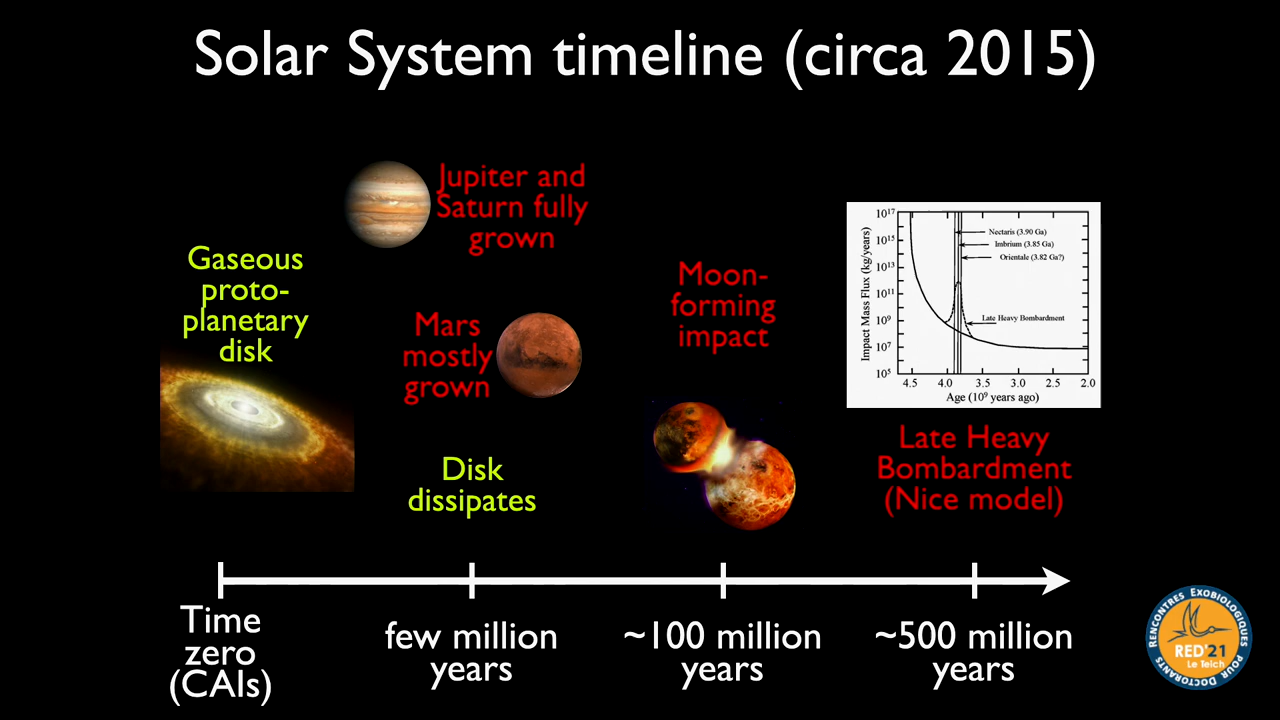 Solar System timeline (circa 2015)
Jupiter and
Saturn fully
grown
Gaseous
proto-
planetary
disk
Mars
mostly
grown
Disk
dissipates
Moon-
forming
impact
Impact Mass Flux (kg/years)
10¹⁷
10¹⁵
10¹³
10¹¹
10⁹
10⁷
10⁵
Nectaris (3.90 Ga)
Imbrium (3.85 Ga)
Orientale (3.82 Ga?)
Late Heavy Bombardment
4.5 4.0 3.5 3.0 2.5 2.0
Age (10⁹ years ago)
Late Heavy
Bombardment
(Nice model)
Time
zero
(CAIs)
few million
years
~100 million
years
~500 million
years
RENCONTRES EXOBIOLOGIQUES POUR DOCTORANTS
RED'21
Le Teich